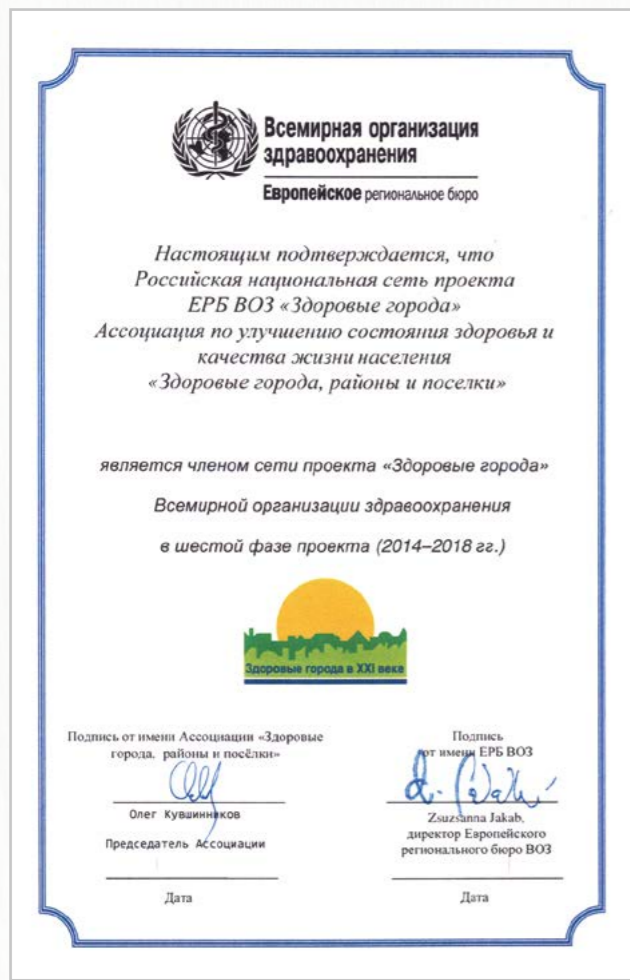 Всемирная организация
здравоохранения
Европейское региональное бюро
Настоящим подтверждается, что
Российская национальная сеть проекта
ЕРБ ВОЗ «Здоровые города»
Ассоциация по улучшению состояния здоровья и
качества жизни населения
«Здоровые города, районы и поселки»
является членом сети проекта «Здоровые города»
Всемирной организации здравоохранения
в шестой фазе проекта (2014–2018 гг.)
Здоровые города в XXI веке
Подпись от имени Ассоциации «Здоровые
города, районы и посёлки»
Олег Кувшинников
Председатель Ассоциации
Дата
Подпись
от имени ЕРБ ВОЗ
Zsuzsanna Jakab,
директор Европейского
регионального бюро ВОЗ
Дата